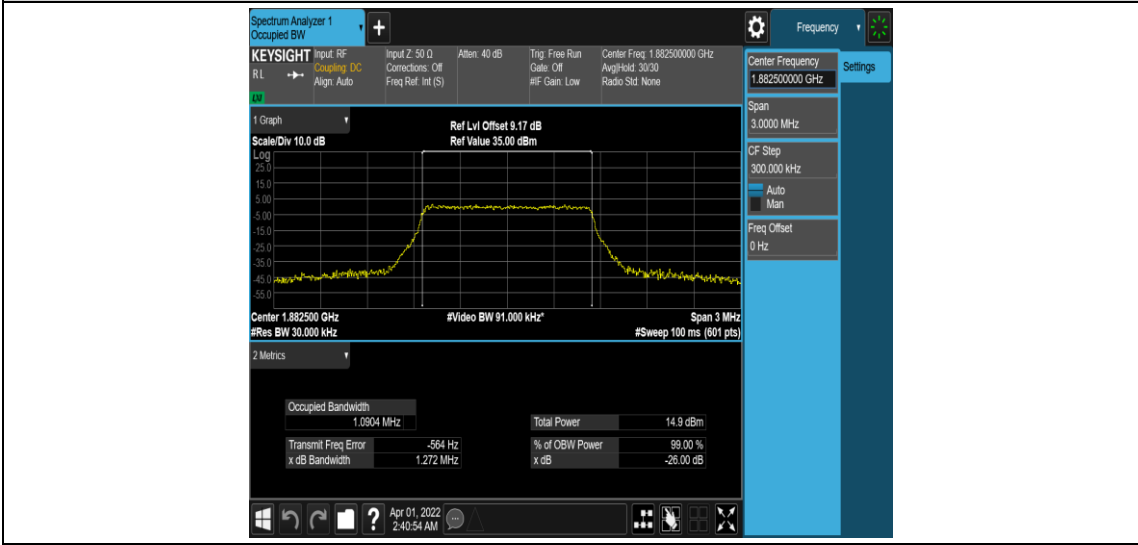 Spectrum Analyzer 1
Occupied BW
+
Frequency
KEYSIGHT
RL
LXI
Input: RF
Coupling: DC
Align: Auto
Input Z: 50 Ω
Corrections: Off
Freq Ref: Int (S)
Atten: 40 dB
Trig: Free Run
Gate: Off
#IF Gain: Low
Center Freq: 1.882500000 GHz
Avg|Hold: 30/30
Radio Std: None
Center Frequency
1.882500000 GHz
Settings
Span
3.0000 MHz
CF Step
300.000 kHz
Auto
Man
Freq Offset
0 Hz
1 Graph
Scale/Div 10.0 dB
Ref Lvl Offset 9.17 dB
Ref Value 35.00 dBm
Log
25.0
15.0
5.00
-5.00
-15.0
-25.0
-35.0
-45.0
-55.0
Center 1.882500 GHz
#Res BW 30.000 kHz
#Video BW 91.000 kHz*
Span 3 MHz
#Sweep 100 ms (601 pts)
2 Metrics
Occupied Bandwidth
1.0904 MHz
Total Power 14.9 dBm
Transmit Freq Error -564 Hz
% of OBW Power 99.00 %
x dB Bandwidth 1.272 MHz
x dB -26.00 dB
?
Apr 01, 2022
2:40:54 AM